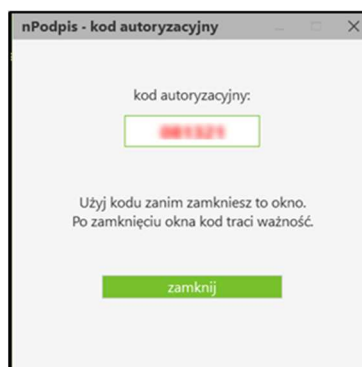 nPodpis - kod autoryzacyjny
kod autoryzacyjny:
Użyj kodu zanim zamkniesz to okno.
Po zamknięciu okna kod traci ważność.
zamknij